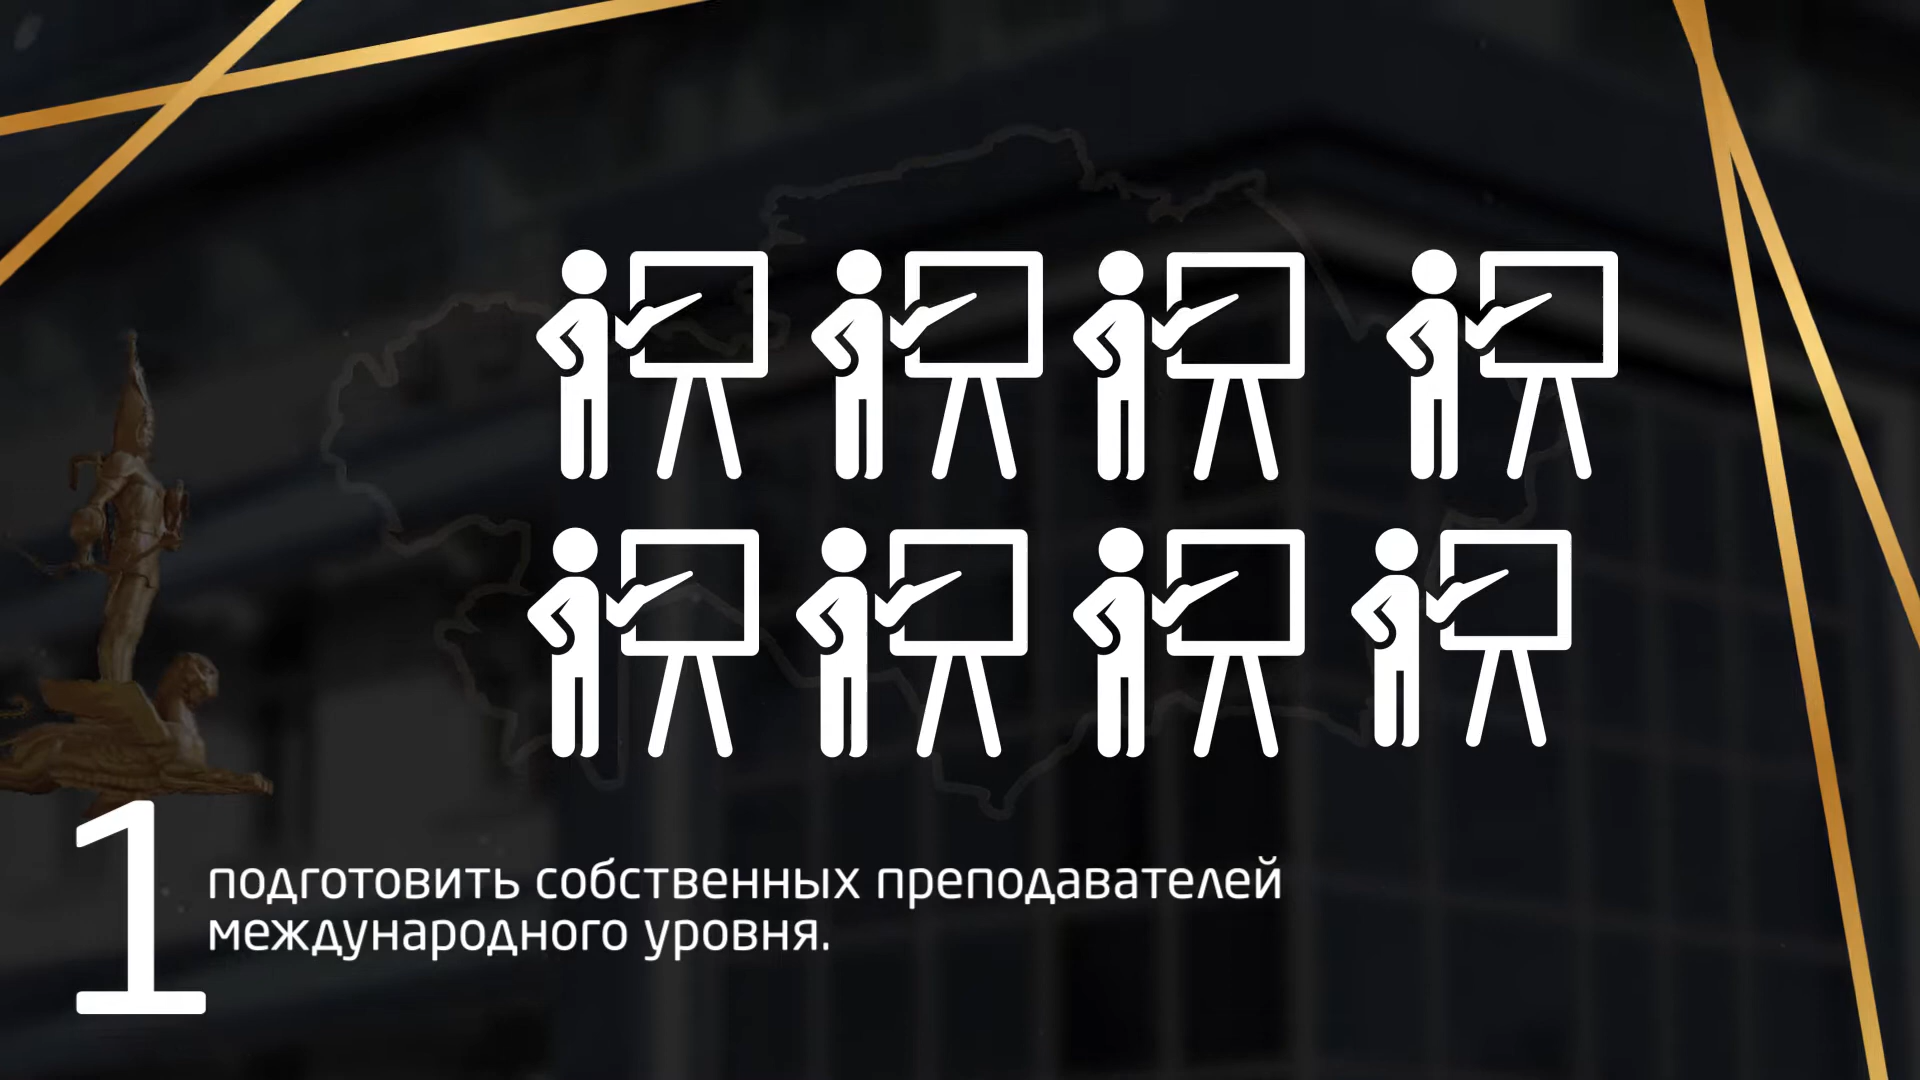 1
подготовить собственных преподавателей
международного уровня.